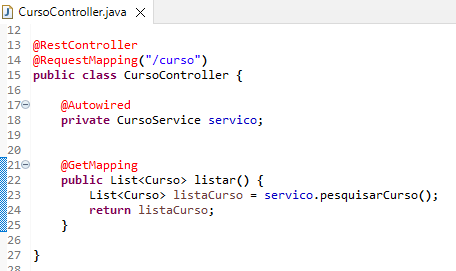 CursoController.java
12
13 @RestController
14 @RequestMapping("/curso")
15 public class CursoController {
16
17 @Autowired
18 private CursoService servico;
19
20
21 @GetMapping
22 public List<Curso> listar() {
23 List<Curso> listaCurso = servico.pesquisarCurso();
24 return listaCurso;
25 }
26
27 }
28